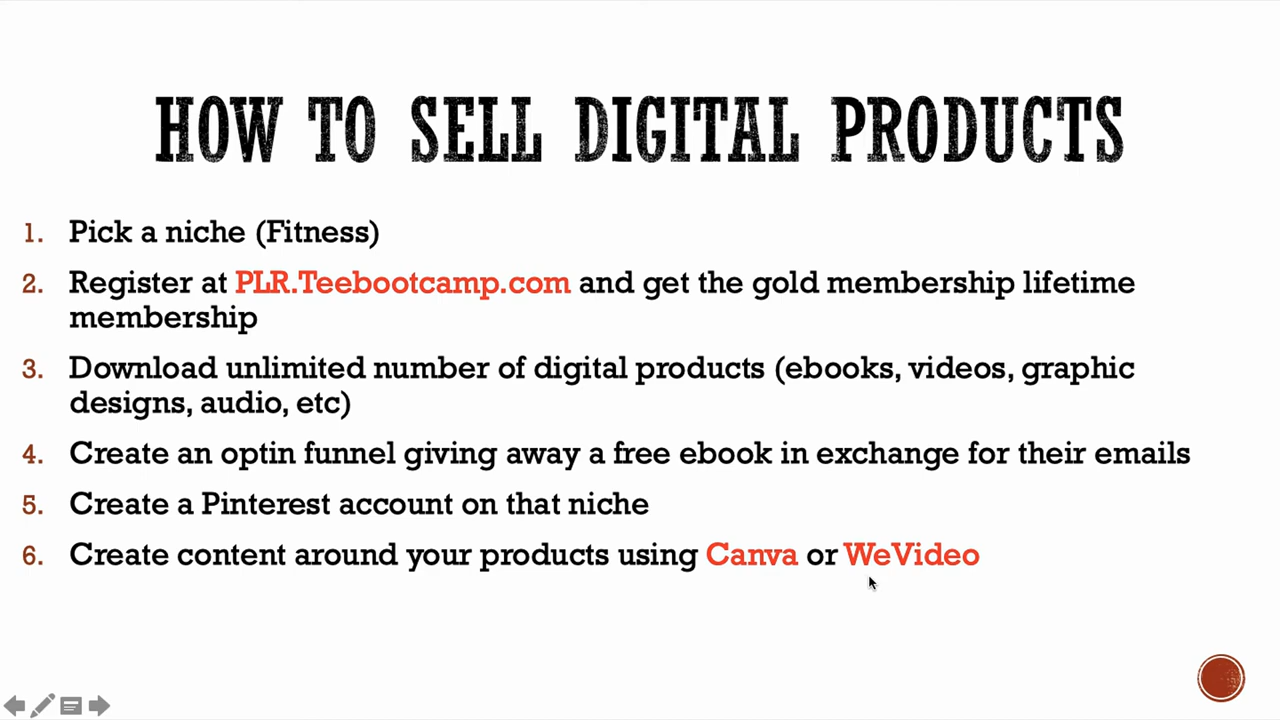 HOW TO SELL DIGITAL PRODUCTS
1. Pick a niche (Fitness)
2. Register at PLR.Teebootcamp.com and get the gold membership lifetime
membership
3. Download unlimited number of digital products (ebooks, videos, graphic
designs, audio, etc)
4. Create an optin funnel giving away a free ebook in exchange for their emails
5. Create a Pinterest account on that niche
6. Create content around your products using Canva or WeVideo